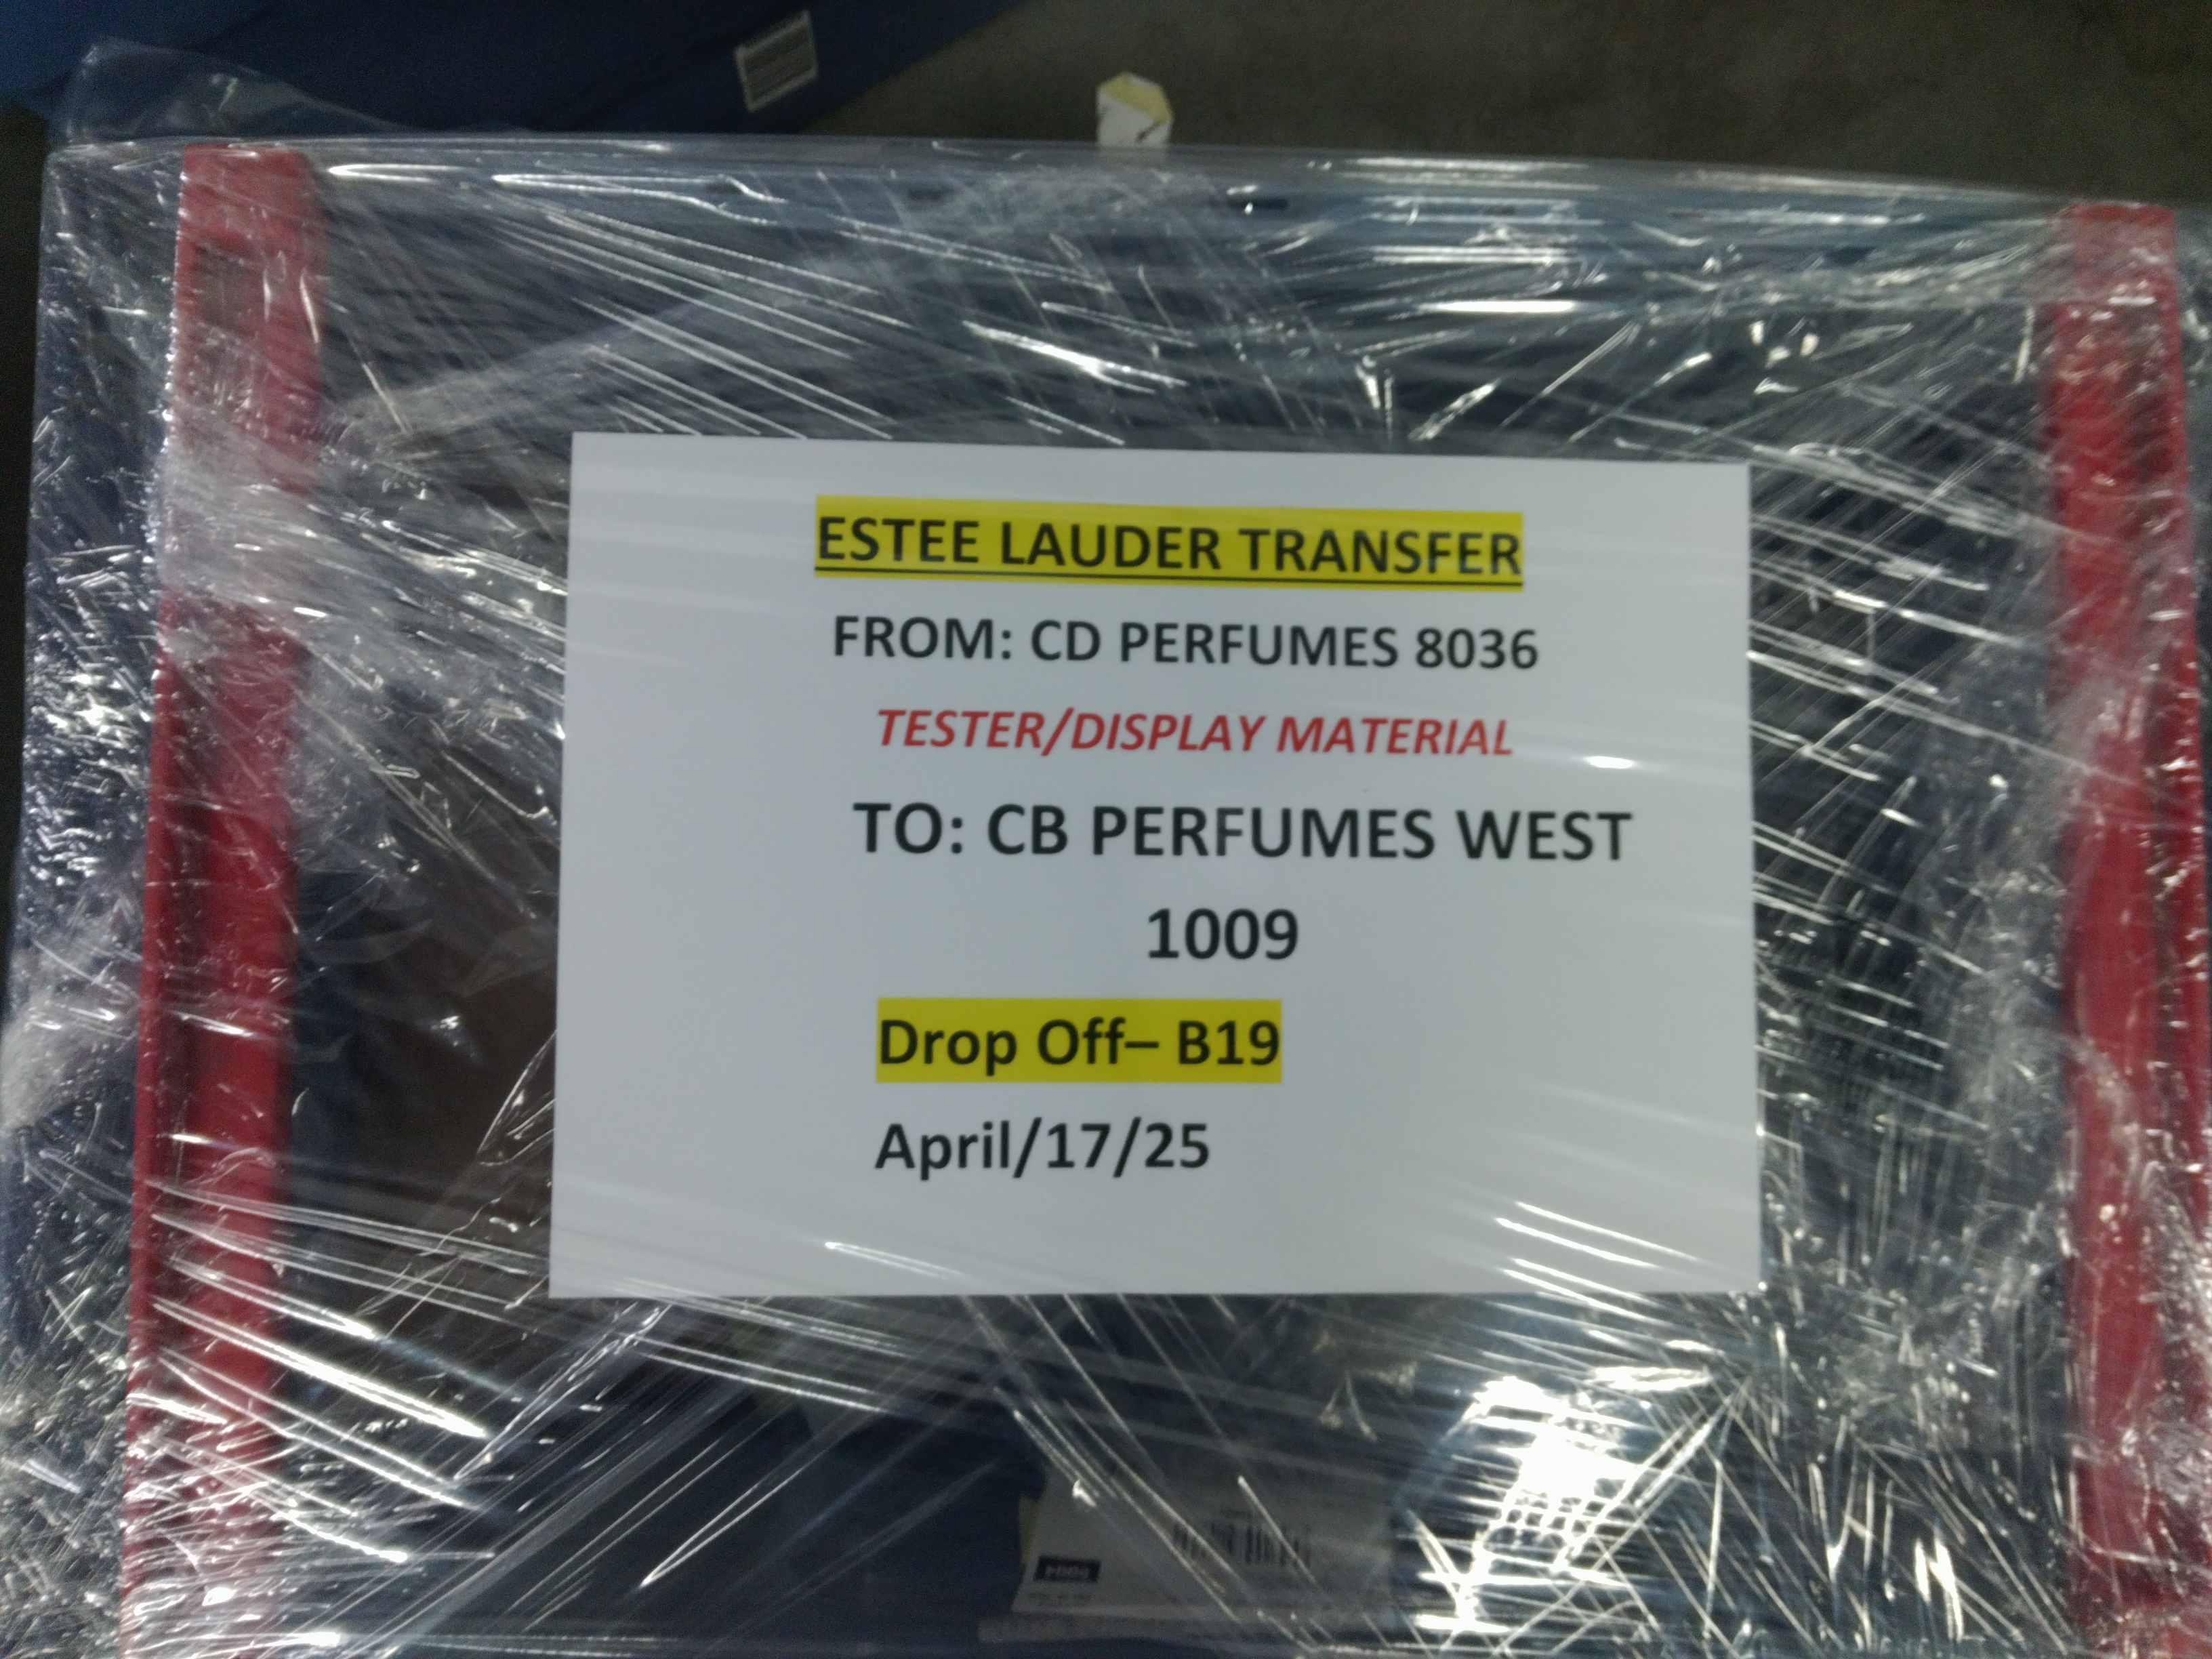 ESTEE LAUDER TRANSFER
FROM: CD PERFUMES 8036
TESTER/DISPLAY MATERIAL
TO: CB PERFUMES WEST
1009
Drop Off– B19
April/17/25